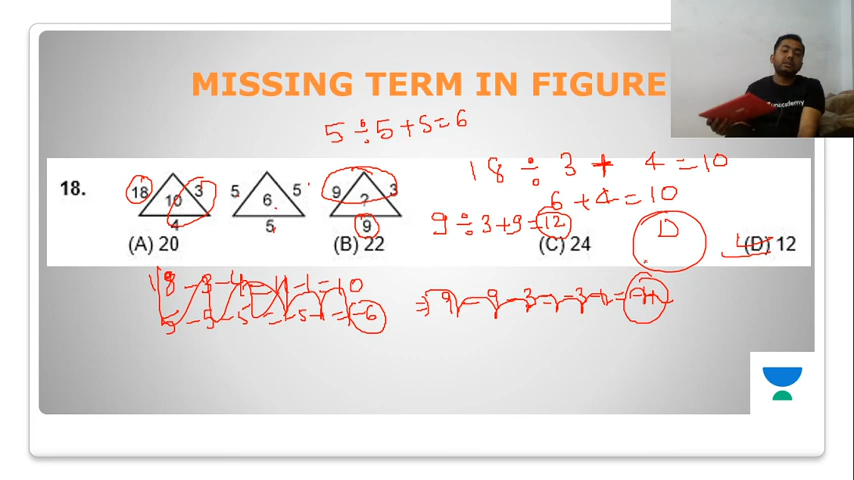 MISSING TERM IN FIGURE
5 ÷ 5 + 5 = 6
18 ÷ 3 + 4 = 10
6 + 4 = 10
18. 18 10 3 4 5 6 5 5 9 ? 3 9
9 ÷ 3 + 9 = 12
D
(A) 20 (B) 22 (C) 24 (D) 12